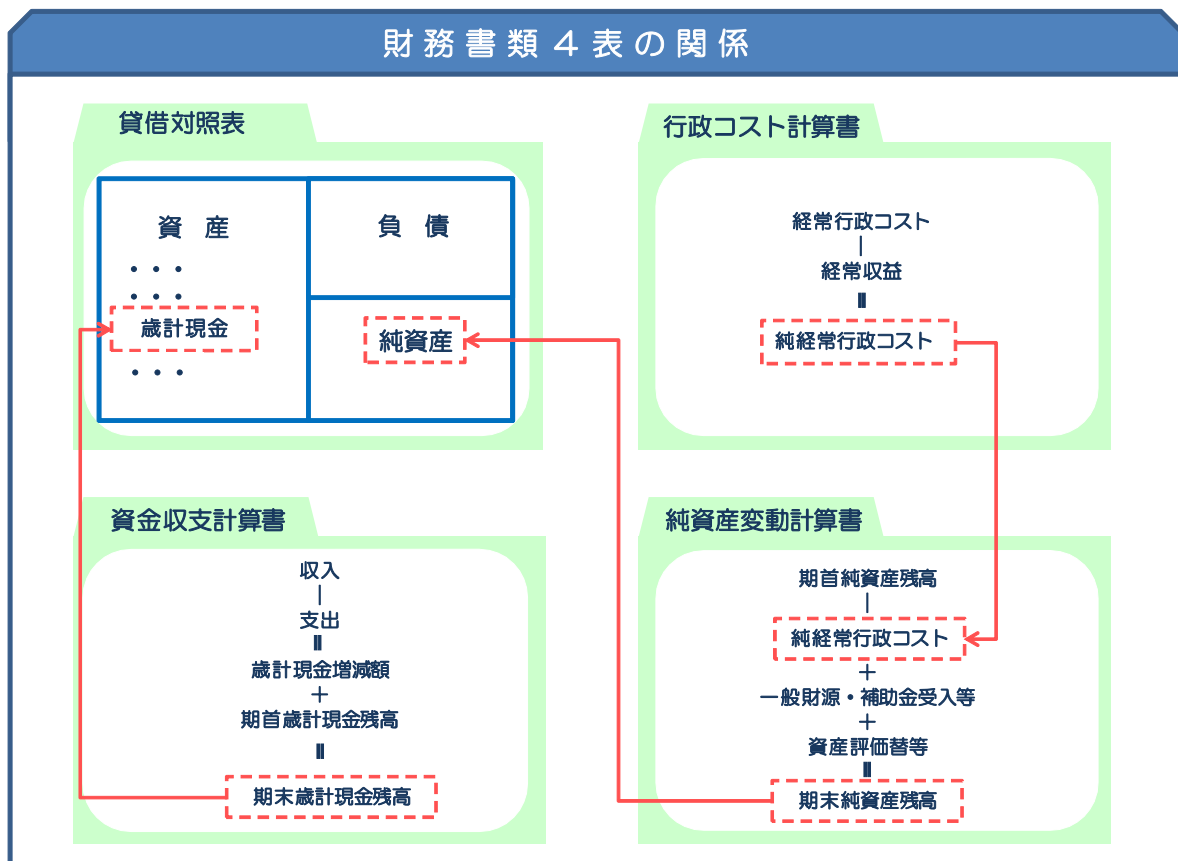 財務書類４表の関係
貸借対照表
資　産
・・・
・・・
歳計現金
・・・
負　債
純資産
行政コスト計算書
経常行政コスト
｜
経常収益
＝
純経常行政コスト
資金収支計算書
収入
｜
支出
＝
歳計現金増減額
＋
期首歳計現金残高
＝
期末歳計現金残高
純資産変動計算書
期首純資産残高
｜
純経常行政コスト
＋
一般財源・補助金受入等
＋
資産評価替等
＝
期末純資産残高